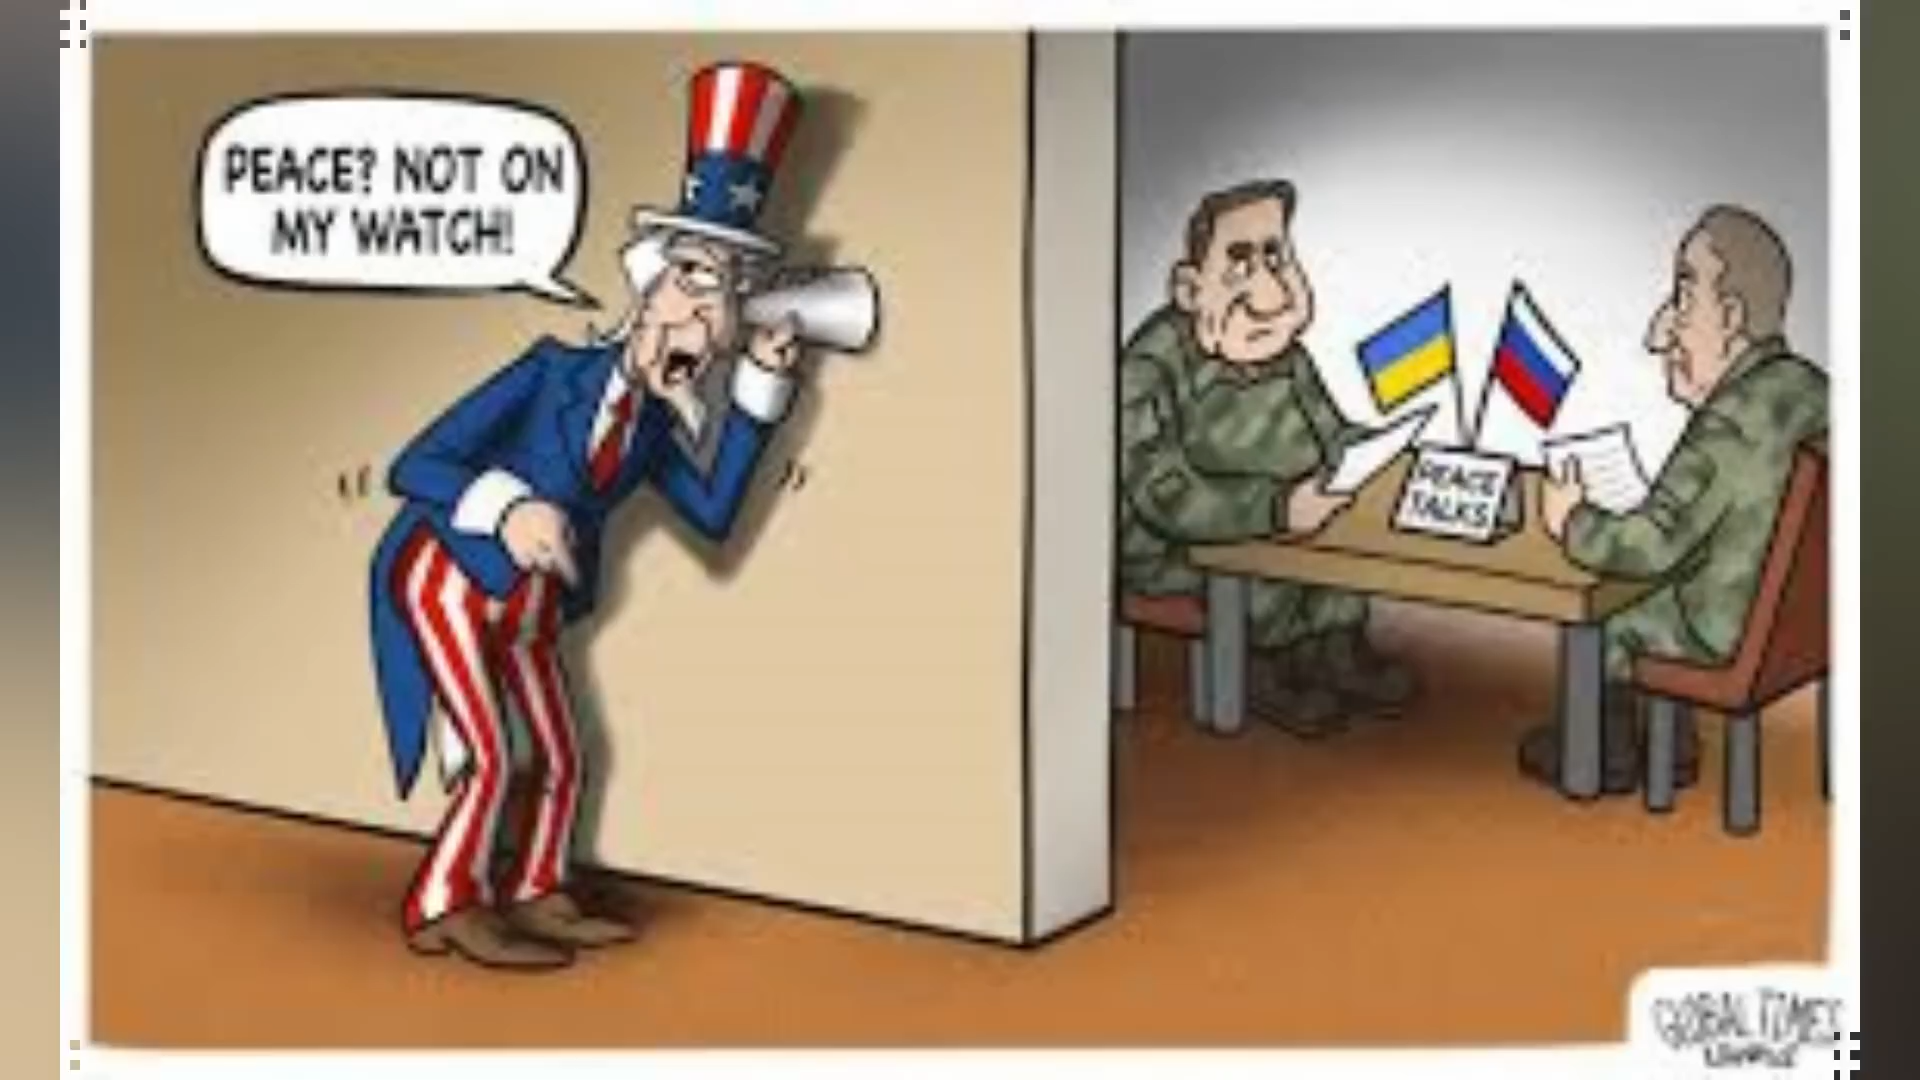 PEACE? NOT ON
MY WATCH!
PEACE
TALKS
GLOBAL TIMES